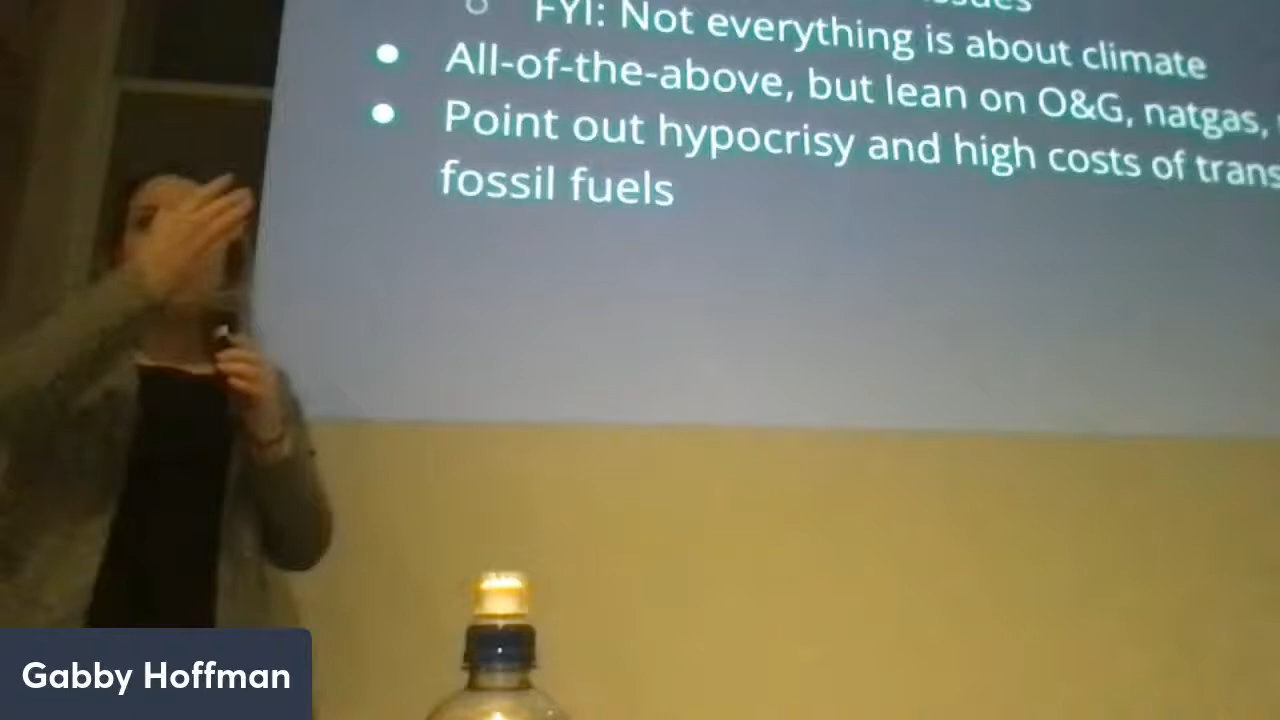 FYI: Not everything is about climate
All-of-the-above, but lean on O&G, natgas,
Point out hypocrisy and high costs of
fossil fuels
Gabby Hoffman